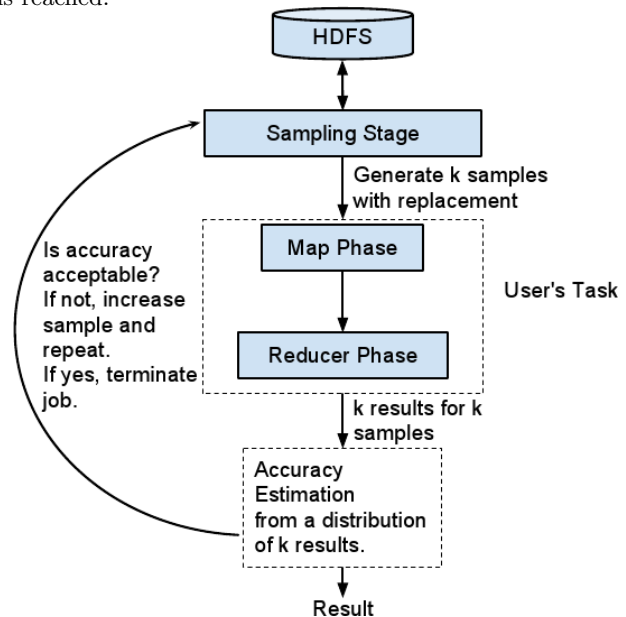 is reached.
HDFS
Sampling Stage
Generate k samples
with replacement
Map Phase
Is accuracy
acceptable?
If not, increase
sample and
repeat.
If yes, terminate
job.
User's Task
Reducer Phase
k results for k
samples
Accuracy
Estimation
from a distribution
of k results.
Result